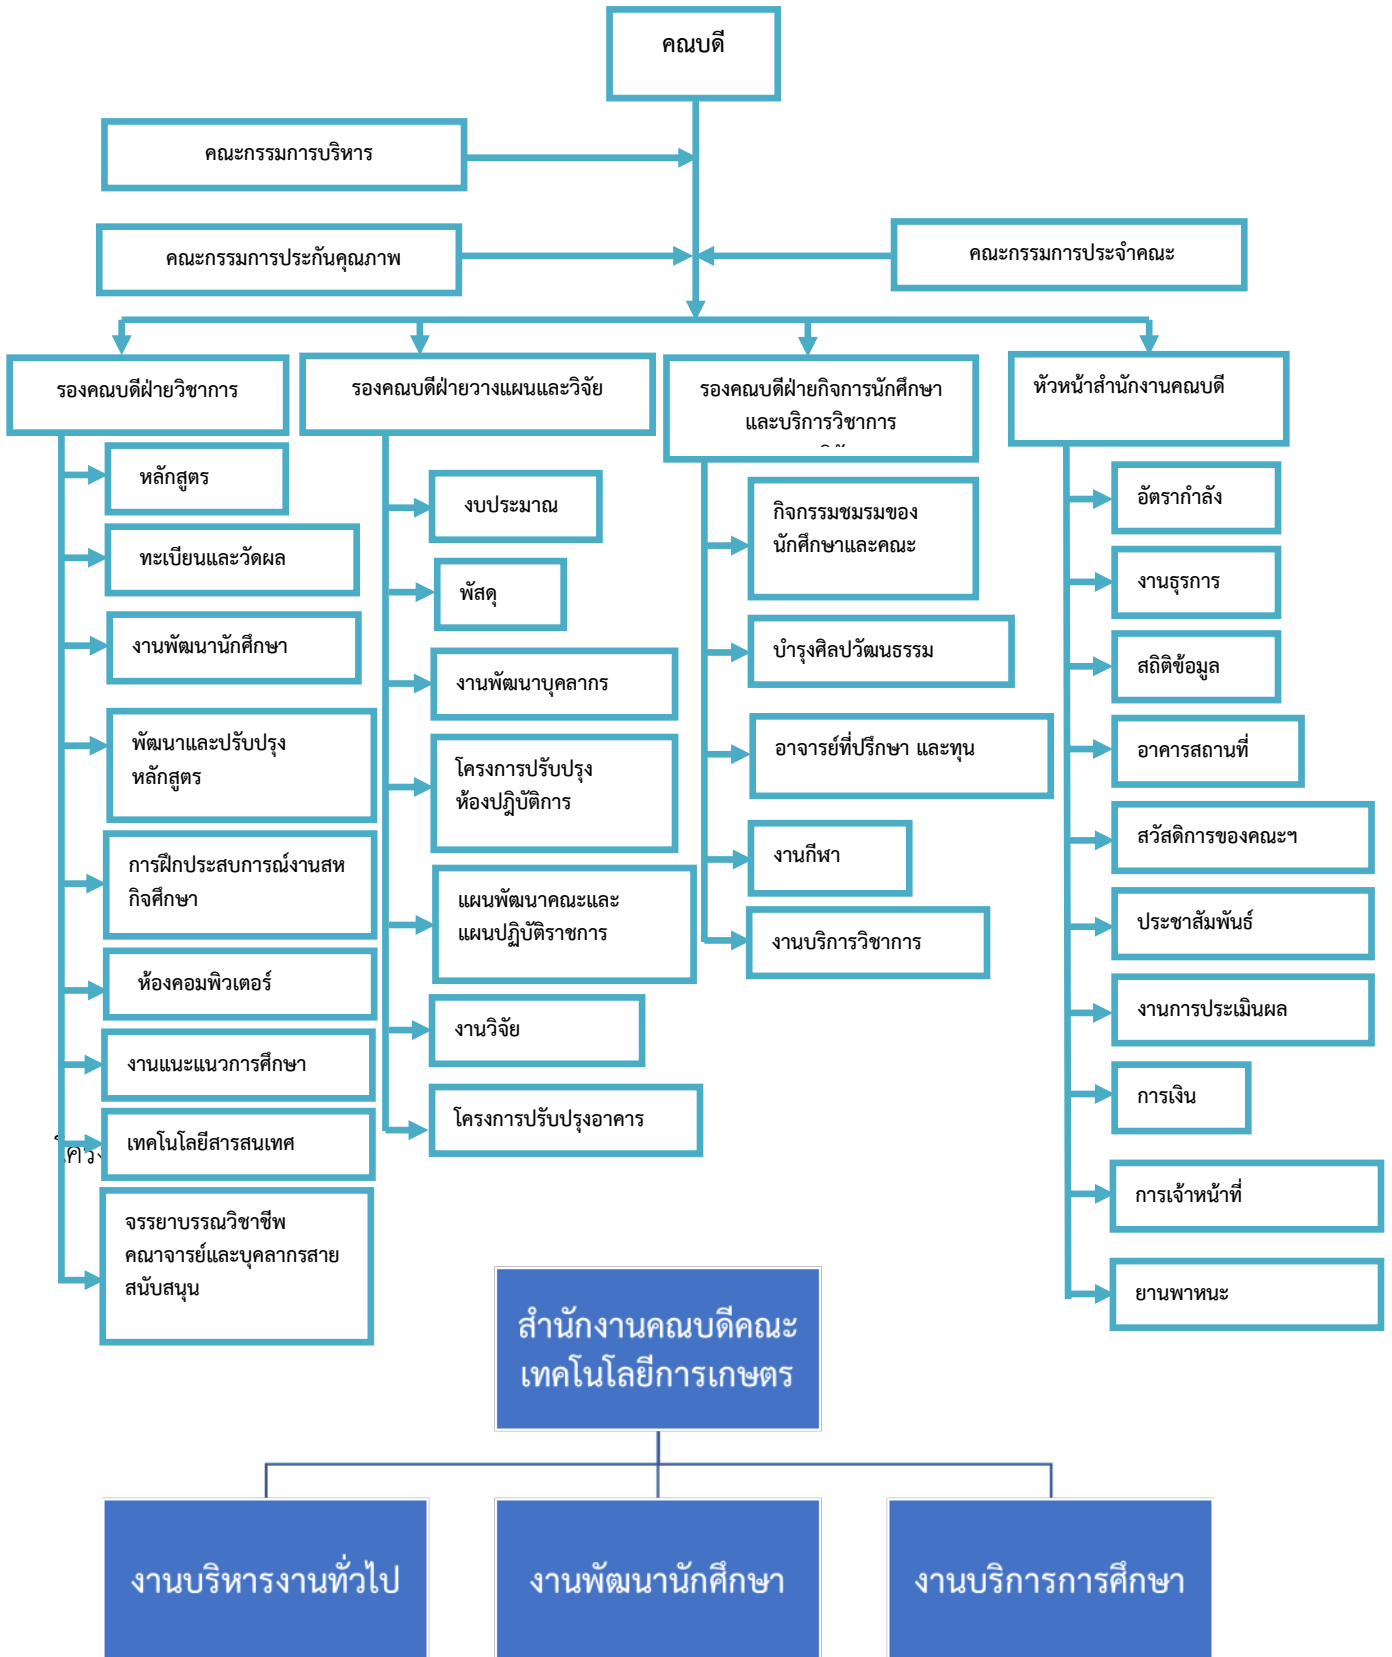 คณบดี
คณะกรรมการบริหาร
คณะกรรมการประกันคุณภาพ
คณะกรรมการประจำคณะ
รองคณบดีฝ่ายวิชาการ
หลักสูตร
ทะเบียนและวัดผล
งานพัฒนานักศึกษา
พัฒนาและปรับปรุง
หลักสูตร
การฝึกประสบการณ์งานสห
กิจศึกษา
ห้องคอมพิวเตอร์
งานแนะแนวการศึกษา
เทคโนโลยีสารสนเทศ
จรรยาบรรณวิชาชีพ
คณาจารย์และบุคลากรสาย
สนับสนุน
รองคณบดีฝ่ายวางแผนและวิจัย
งบประมาณ
พัสดุ
งานพัฒนาบุคลากร
โครงการปรับปรุง
ห้องปฎิบัติการ
แผนพัฒนาคณะและ
แผนปฏิบัติราชการ
งานวิจัย
โครงการปรับปรุงอาคาร
รองคณบดีฝ่ายกิจการนักศึกษา
และบริการวิชาการ
กิจกรรมชมรมของ
นักศึกษาและคณะ
บำรุงศิลปวัฒนธรรม
อาจารย์ที่ปรึกษา และทุน
งานกีฬา
งานบริการวิชาการ
หัวหน้าสำนักงานคณบดี
อัตรากำลัง
งานธุรการ
สถิติข้อมูล
อาคารสถานที่
สวัสดิการของคณะฯ
ประชาสัมพันธ์
งานการประเมินผล
การเงิน
การเจ้าหน้าที่
ยานพาหนะ
สำนักงานคณบดีคณะ
เทคโนโลยีการเกษตร
งานบริหารงานทั่วไป
งานพัฒนานักศึกษา
งานบริการการศึกษา